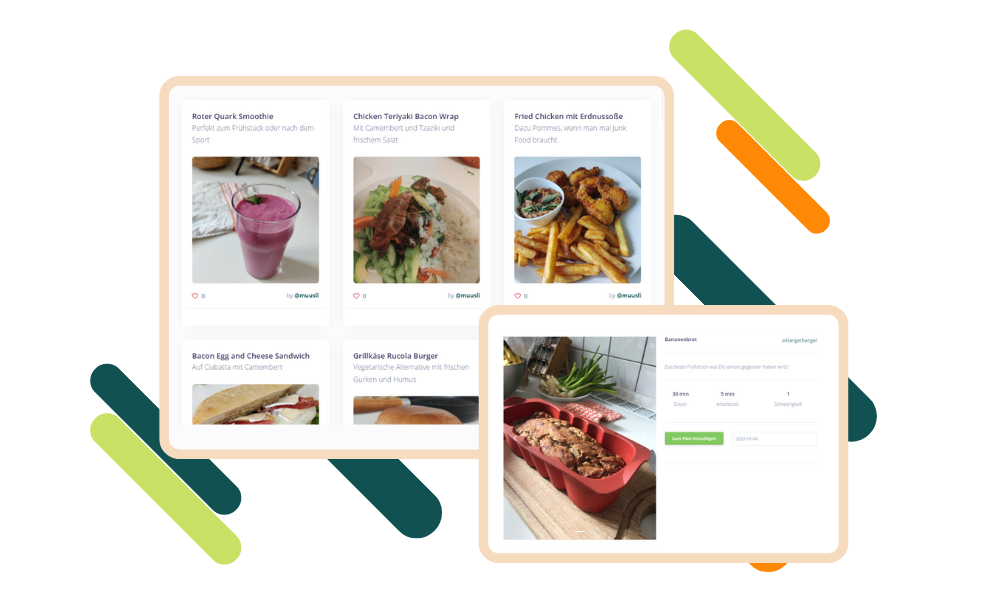 Roter Quark Smoothie
Perfekt zum Frühstück oder nach dem
Sport
0
by @muusli
Chicken Teriyaki Bacon Wrap
Mit Camembert und Tzaziki und
frischem Salat
0
by @muusli
Fried Chicken mit Erdnussoße
Dazu Pommes, wenn man mal Junk
Food braucht
0
by @muusli
Bacon Egg and Cheese Sandwich
Auf Ciabatta mit Camembert
Grillkäse Rucola Burger
Vegetarische Alternative mit frischen
Gurken und Humus
Bananenbrot
oklangerbanger
Das beste Frühstück was DU jemals gegessen haben wirst!
30 min
5 min
1
Dauer
Arbeitszeit
Schwierigkeit
Zum Plan hinzufügen
2022-07-04